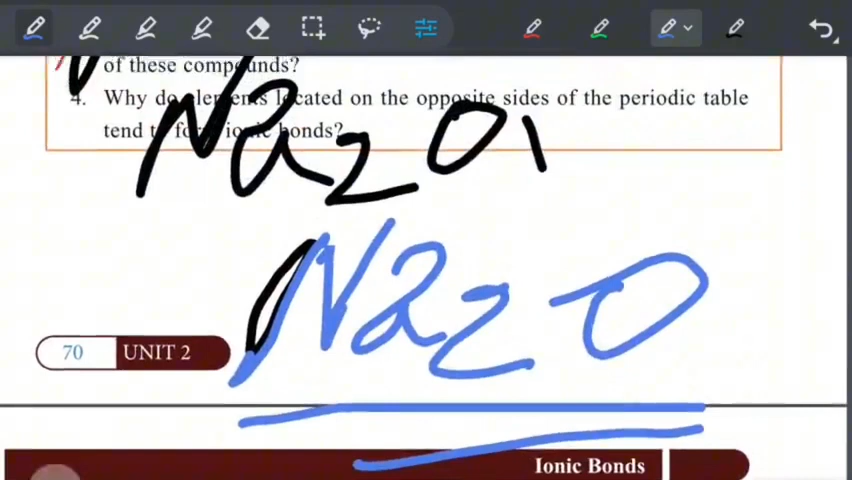 of these compounds?
4. Why do elements located on the opposite sides of the periodic table
tend to form ionic bonds?
Na2O,
Na2O
70 UNIT 2
Ionic Bonds